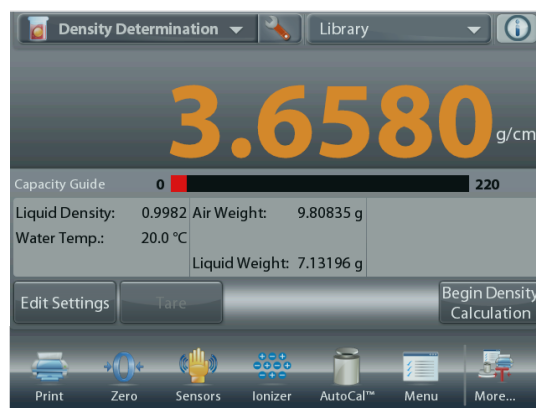 Density Determination Library
3.6580 g/cm
Capacity Guide 0 220
Liquid Density: 0.9982 Air Weight: 9.80835 g
Water Temp.: 20.0 °C
Liquid Weight: 7.13196 g
Edit Settings Tare Begin Density
Calculation
Print Zero Sensors Ionizer AutoCal™ Menu More...